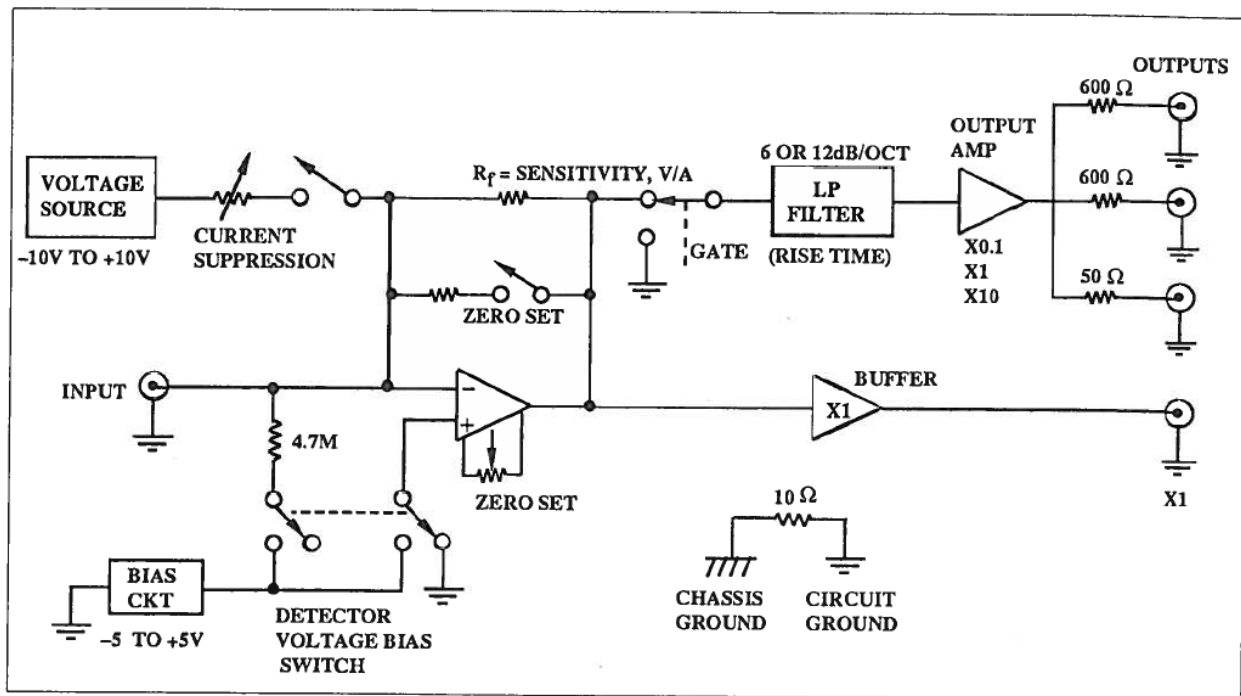 OUTPUTS
600 Ω
OUTPUT
AMP
6 OR 12dB/OCT
R_f = SENSITIVITY, V/A
VOLTAGE
SOURCE
LP
FILTER
600 Ω
CURRENT
SUPPRESSION
–10V TO +10V
GATE
(RISE TIME)
X0.1
X1
X10
50 Ω
ZERO SET
INPUT
–
+
BUFFER
X1
4.7M
ZERO SET
10 Ω
X1
BIAS
CKT
–5 TO +5V
DETECTOR
VOLTAGE BIAS
SWITCH
CHASSIS
GROUND
CIRCUIT
GROUND